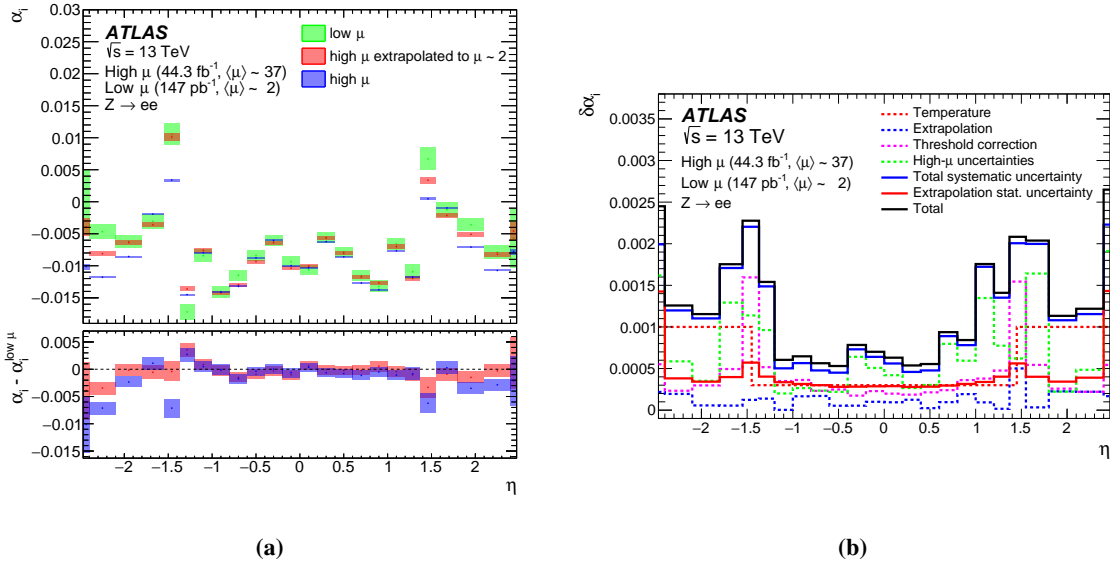 α_i
0.03
0.025
0.02
0.015
0.01
0.005
0
−0.005
−0.01
−0.015
ATLAS
√s = 13 TeV
High μ (44.3 fb⁻¹, ⟨μ⟩ ~ 37)
Low μ (147 pb⁻¹, ⟨μ⟩ ~ 2)
Z → ee
low μ
high μ extrapolated to μ ~ 2
high μ
α_i - α_i^low μ
0.005
0
−0.005
−0.01
−0.015
−2 −1.5 −1 −0.5 0 0.5 1 1.5 2
η
(a)
δα_i
0.0035
0.003
0.0025
0.002
0.0015
0.001
0.0005
0
ATLAS
√s = 13 TeV
High μ (44.3 fb⁻¹, ⟨μ⟩ ~ 37)
Low μ (147 pb⁻¹, ⟨μ⟩ ~ 2)
Z → ee
Temperature
Extrapolation
Threshold correction
High-μ uncertainties
Total systematic uncertainty
Extrapolation stat. uncertainty
Total
−2 −1.5 −1 −0.5 0 0.5 1 1.5 2
η
(b)